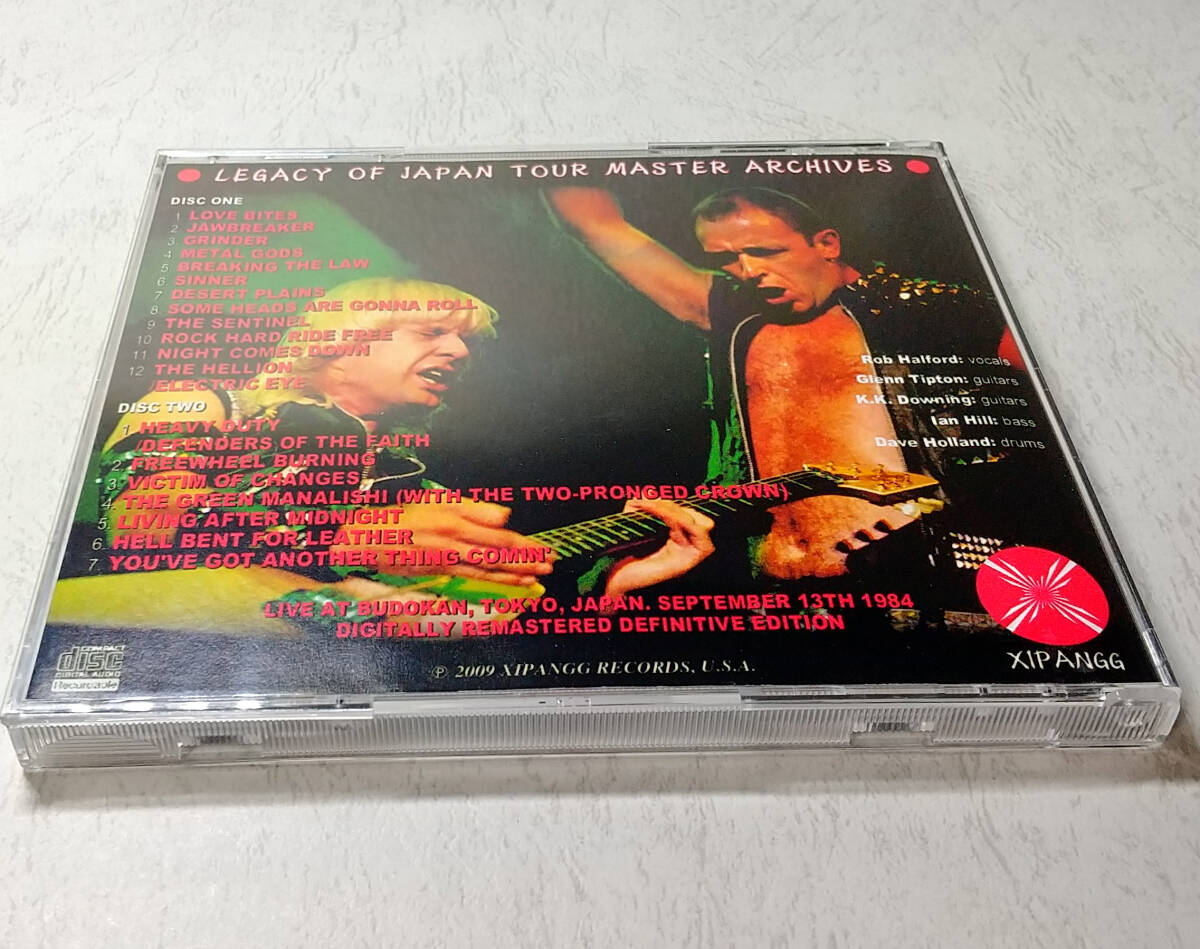 LEGACY OF JAPAN TOUR MASTER ARCHIVES
DISC ONE
1 LOVE BITES
2. JAWBREAKER
3. GRINDER
4 METAL GODS
5 BREAKING THE LAW
6. SINNER
7 DESERT PLAINS
8 SOME HEADS ARE GONNA ROLL
9 THE SENTINEL
10 ROCK HARD RIDE FREE
11 NIGHT COMES DOWN
12 THE HELLION
/ELECTRIC EYE
DISC TWO
1 HEAVY DUTY
/DEFENDERS OF THE FAITH
2. FREEWHEEL BURNING
3. VICTIM OF CHANGES
4. THE GREEN MANALISHI (WITH THE TWO-PRONGED CROWN)
5. LIVING AFTER MIDNIGHT
6. HELL BENT FOR LEATHER
7. YOU'VE GOT ANOTHER THING COMIN'
Rob Halford: vocals
Glenn Tipton: guitars
K.K. Downing: guitars
Ian Hill: bass
Dave Holland: drums
LIVE AT BUDOKAN, TOKYO, JAPAN. SEPTEMBER 13TH 1984
DIGITALLY REMASTERED DEFINITIVE EDITION
COMPACT
disc
DIGITAL AUDIO
Recordable
℗ 2009 XIPANGG RECORDS, U.S.A.
XIPANGG